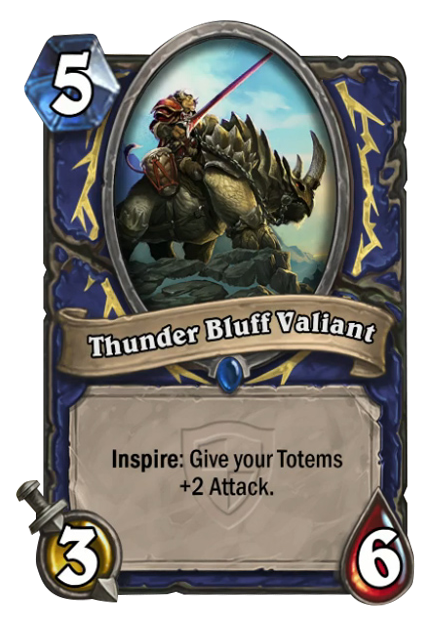 5
Thunder Bluff Valiant
Inspire: Give your Totems
+2 Attack.
3
6